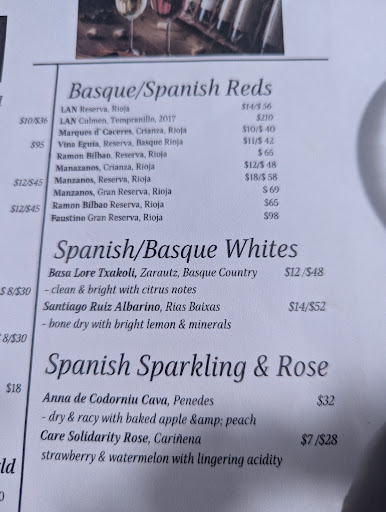 Basque/Spanish Reds
LAN Reserva, Rioja $14/$ 56
LAN Culmen, Tempranillo, 2017 $210
Marques d' Caceres, Crianza, Rioja $10/$ 40
Vina Eguia, Reserva, Basque Rioja $11/$ 42
Ramon Bilbao, Reserva, Rioja $ 65
Manazanos, Crianza, Rioja $12/$ 48
Manzanos, Reserva, Rioja $18/$ 58
Manzanos, Gran Reserva, Rioja $ 69
Ramon Bilbao Reserva, Rioja $65
Faustino Gran Reserva, Rioja $98
Spanish/Basque Whites
Basa Lore Txakoli, Zarautz, Basque Country $12 /$48
- clean & bright with citrus notes
Santiago Ruiz Albarino, Rias Baixas $14/$52
- bone dry with bright lemon & minerals
Spanish Sparkling & Rose
Anna de Codorniu Cava, Penedes $32
- dry & racy with baked apple &amp; peach
Care Solidarity Rose, Cariñena $7 /$28
strawberry & watermelon with lingering acidity
$10/$36
$95
$12/$45
$12/$45
$ 8/$30
8/$30
$18